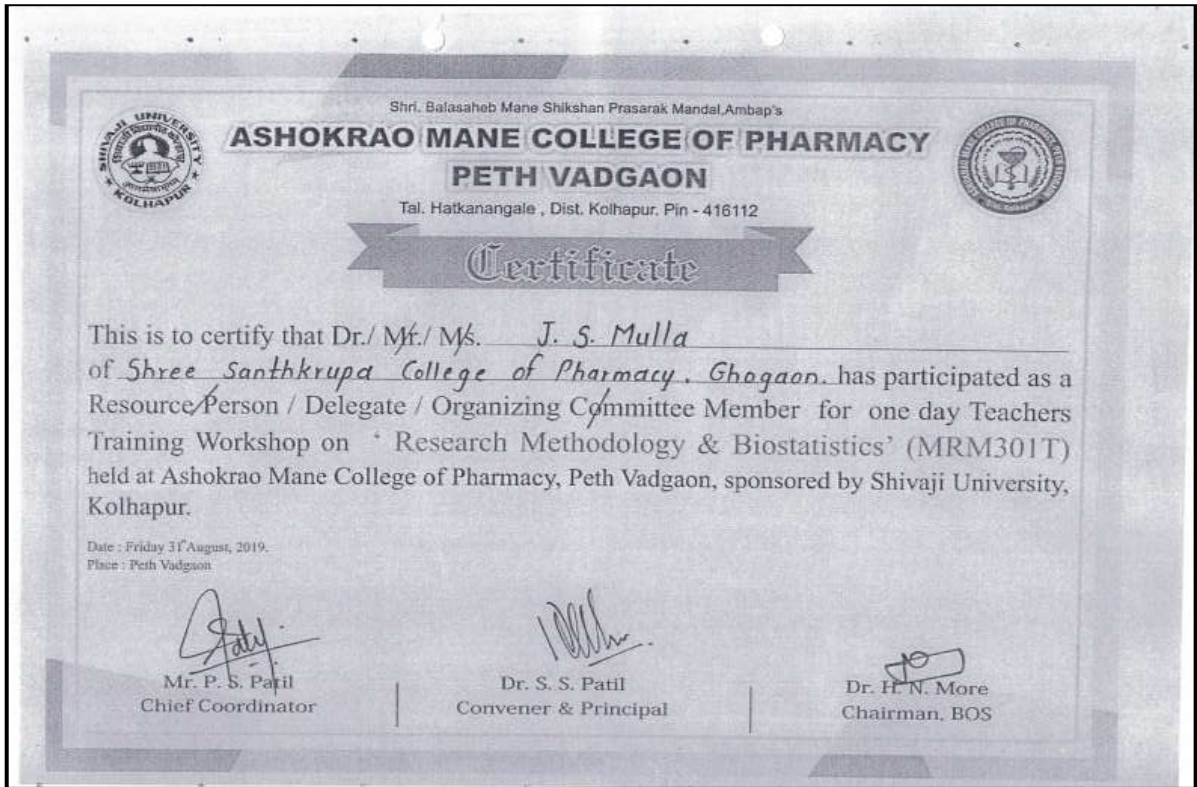 Shri. Balasaheb Mane Shikshan Prasarak Mandal,Ambap's
ASHOKRAO MANE COLLEGE OF PHARMACY
PETH VADGAON
Tal. Hatkanangale , Dist. Kolhapur. Pin - 416112
SHIVAJI UNIVERSITY
KOLHAPUR
Certificate
This is to certify that Dr./ Mr./ M/s. J. S. Mulla
of Shree Santhkrupa College of Pharmacy. Ghogaon. has participated as a
Resource Person / Delegate / Organizing Committee Member for one day Teachers
Training Workshop on ‘ Research Methodology & Biostatistics’ (MRM301T)
held at Ashokrao Mane College of Pharmacy, Peth Vadgaon, sponsored by Shivaji University,
Kolhapur.
Date : Friday 31st August, 2019.
Place : Peth Vadgaon
Mr. P. S. Patil
Chief Coordinator
Dr. S. S. Patil
Convener & Principal
Dr. H. N. More
Chairman, BOS